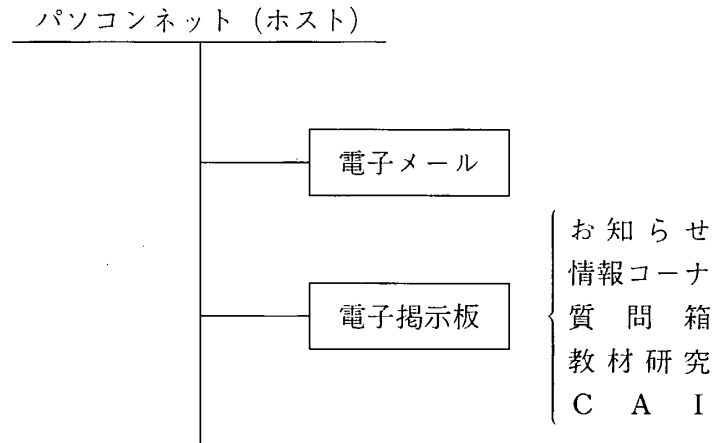 パソコンネット (ホスト)
電子メール
電子掲示板
お知らせ
情報コーナ
質問箱
教材研究
CAI